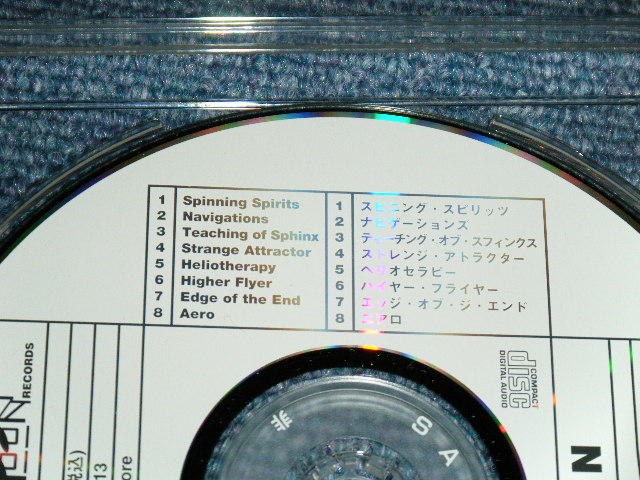 1 Spinning Spirits
2 Navigations
3 Teaching of Sphinx
4 Strange Attractor
5 Heliotherapy
6 Higher Flyer
7 Edge of the End
8 Aero
1 スピニング・スピリッツ
2 ナビゲーションズ
3 ティーチング・オブ・スフィンクス
4 ストレンジ・アトラクター
5 ヘリオセラピー
6 ハイヤー・フライヤー
7 エッジ・オブ・ジ・エンド
8 エアロ
COMPACT
disc
DIGITAL AUDIO
RECORDS
税込)
13
ore
SA
N